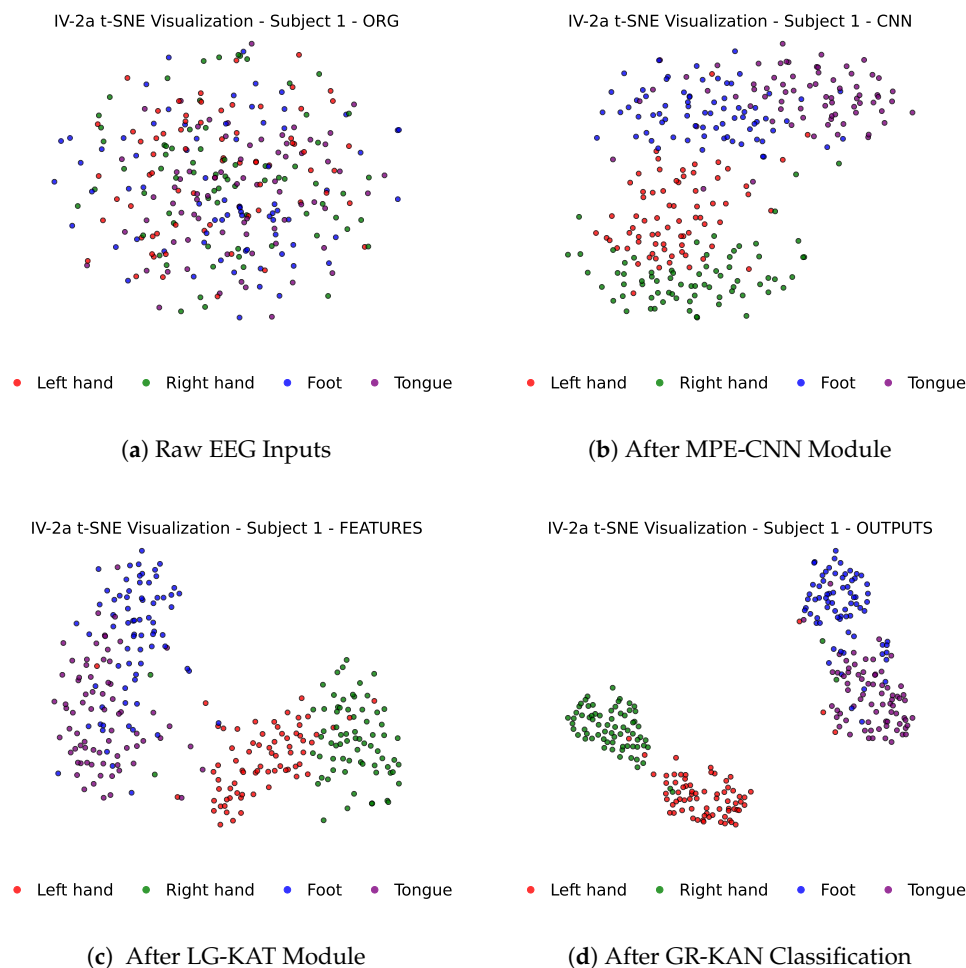 IV-2a t-SNE Visualization - Subject 1 - ORG
Left hand Right hand Foot Tongue
(a) Raw EEG Inputs
IV-2a t-SNE Visualization - Subject 1 - CNN
Left hand Right hand Foot Tongue
(b) After MPE-CNN Module
IV-2a t-SNE Visualization - Subject 1 - FEATURES
Left hand Right hand Foot Tongue
(c) After LG-KAT Module
IV-2a t-SNE Visualization - Subject 1 - OUTPUTS
Left hand Right hand Foot Tongue
(d) After GR-KAN Classification